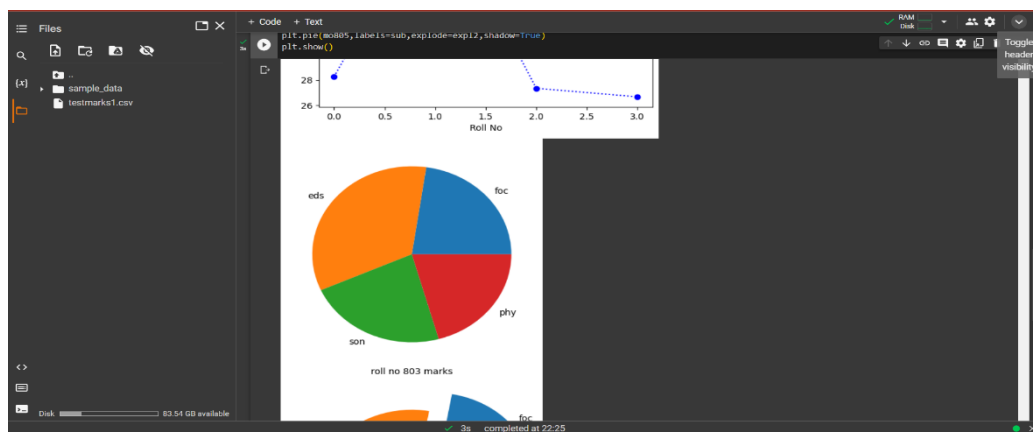 Files
+ Code + Text
RAM
Disk
plt.pie(mo805,labels=sub,explode=expl2,shadow=True)
plt.show()
3s
Toggle
header
visibility
{x}
..
sample_data
testmarks1.csv
28
26
0.0 0.5 1.0 1.5 2.0 2.5 3.0
Roll No
eds
foc
phy
son
roll no 803 marks
foc
<>
Disk 83.54 GB available
3s completed at 22:25